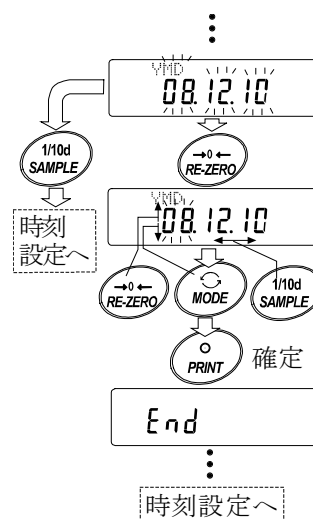 YMD
08.12.10
1/10d
SAMPLE
→0←
RE-ZERO
時刻
設定へ
YMD
08.12.10
→0←
RE-ZERO
MODE
1/10d
SAMPLE
PRINT
確定
End
時刻設定へ